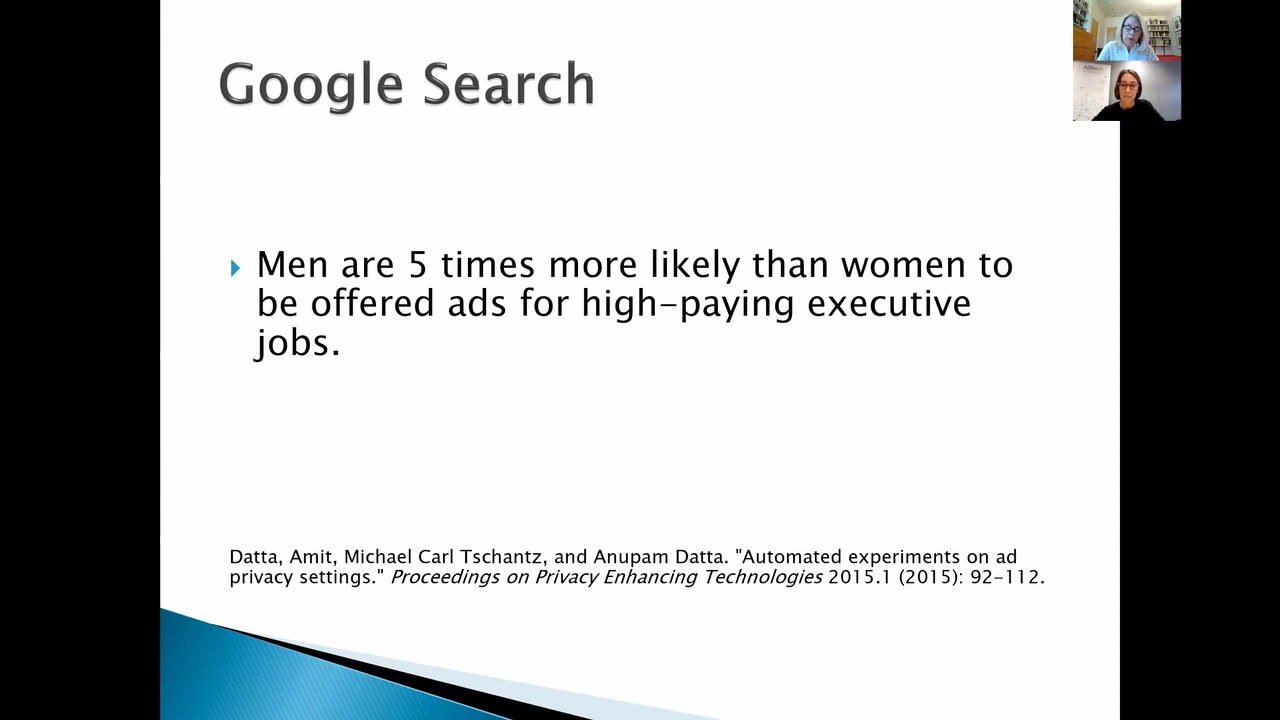 Google Search
Men are 5 times more likely than women to
be offered ads for high-paying executive
jobs.
Datta, Amit, Michael Carl Tschantz, and Anupam Datta. "Automated experiments on ad
privacy settings." Proceedings on Privacy Enhancing Technologies 2015.1 (2015): 92-112.